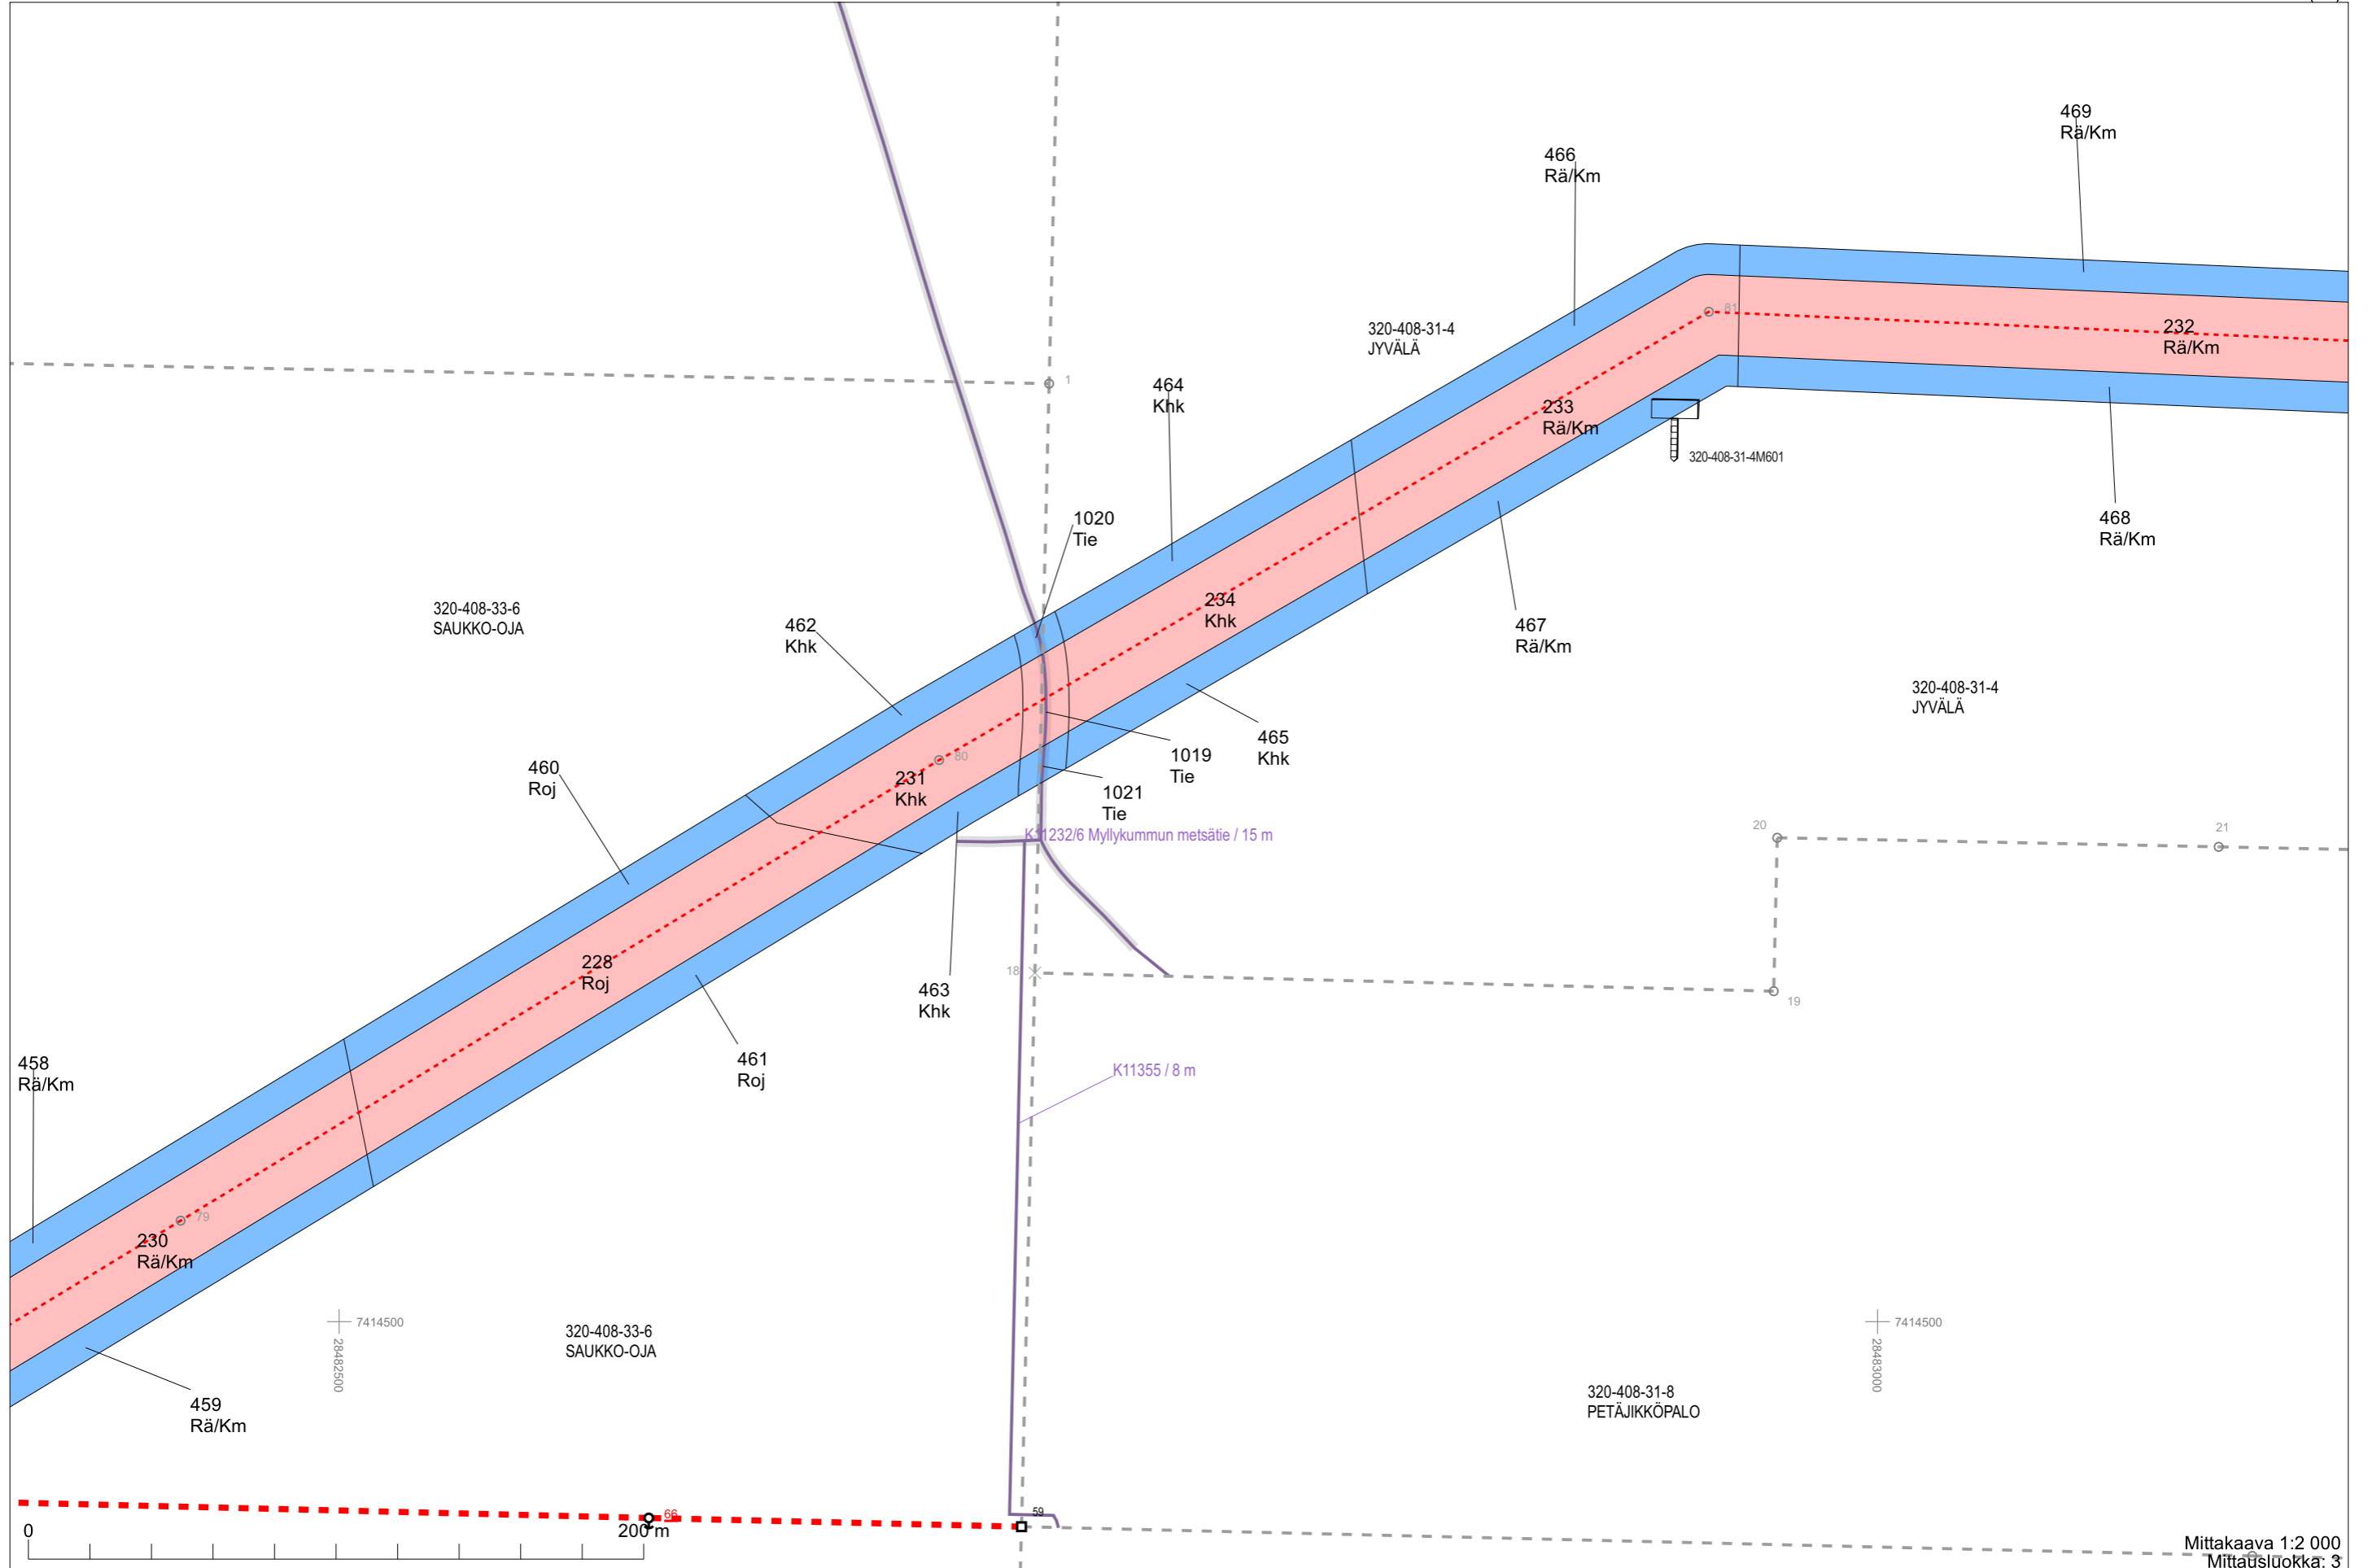 469
Rä/Km
466
Rä/Km
320-408-31-4
JYVÄLÄ
81
232
Rä/Km
1
464
Khk
233
Rä/Km
320-408-31-4M601
1020
Tie
468
Rä/Km
320-408-33-6
SAUKKO-OJA
462
Khk
234
Khk
467
Rä/Km
320-408-31-4
JYVÄLÄ
460
Roj
80
231
Khk
465
Khk
1019
Tie
1021
Tie
K11232/6 Myllykummun metsätie / 15 m
20
21
228
Roj
18
463
Khk
19
461
Roj
458
Rä/Km
K11355 / 8 m
79
230
Rä/Km
7414500
28482500
7414500
28483000
320-408-33-6
SAUKKO-OJA
459
Rä/Km
320-408-31-8
PETÄJIKKÖPALO
66
59
0
200 m
Mittakaava 1:2 000
Mittausluokka: 3